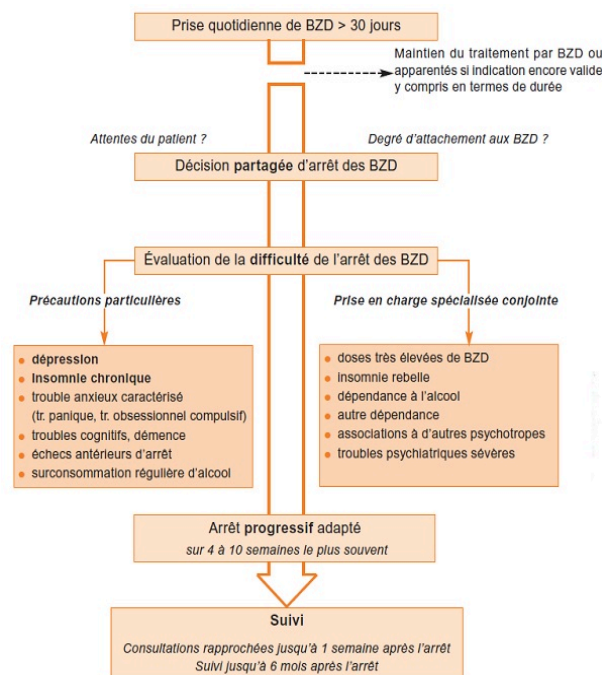 Prise quotidienne de BZD > 30 jours
Maintien du traitement par BZD ou
apparentés si indication encore valide
y compris en termes de durée
Attentes du patient ?
Degré d'attachement aux BZD ?
Décision partagée d'arrêt des BZD
Évaluation de la difficulté de l'arrêt des BZD
Précautions particulières
Prise en charge spécialisée conjointe
• dépression
• insomnie chronique
• trouble anxieux caractérisé
(tr. panique, tr. obsessionnel compulsif)
• troubles cognitifs, démence
• échecs antérieurs d'arrêt
• surconsommation régulière d'alcool
• doses très élevées de BZD
• insomnie rebelle
• dépendance à l'alcool
• autre dépendance
• associations à d'autres psychotropes
• troubles psychiatriques sévères
Arrêt progressif adapté
sur 4 à 10 semaines le plus souvent
Suivi
Consultations rapprochées jusqu'à 1 semaine après l'arrêt
Suivi jusqu'à 6 mois après l'arrêt